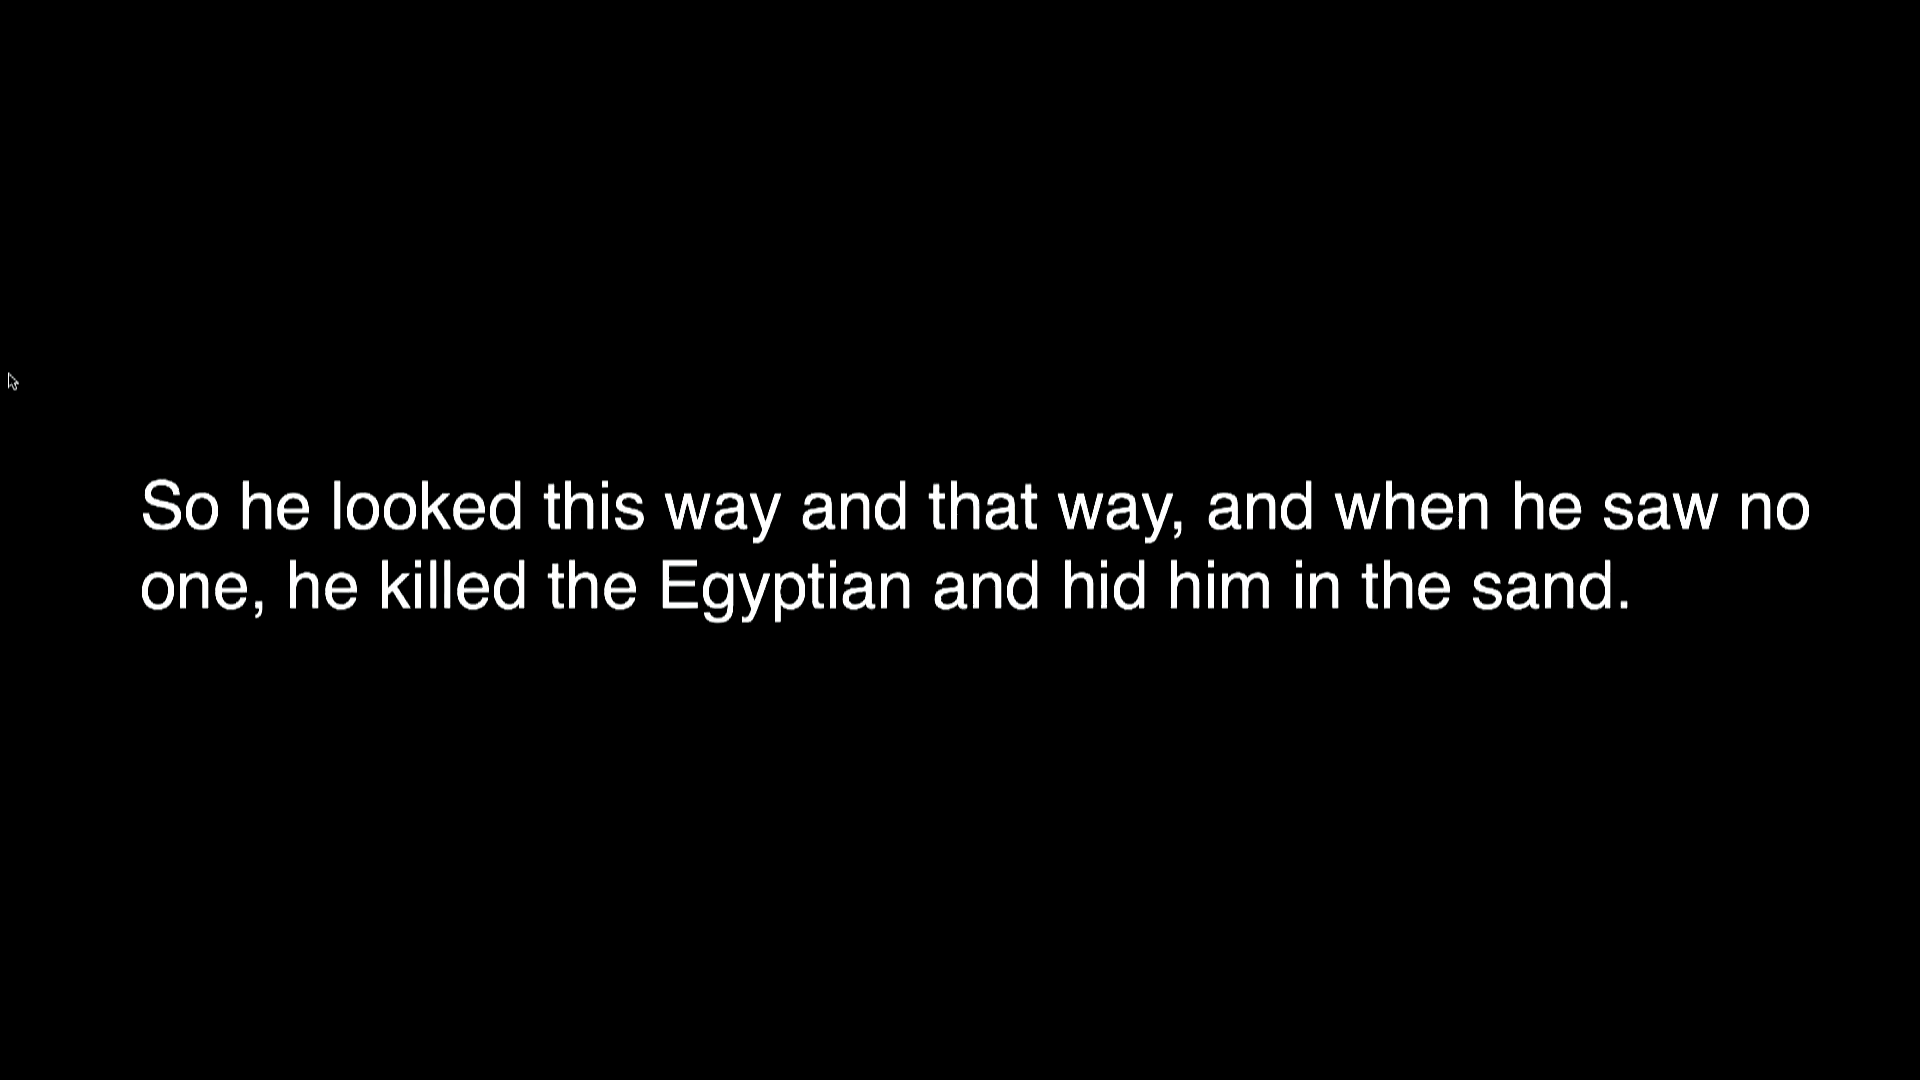 So he looked this way and that way, and when he saw no
one, he killed the Egyptian and hid him in the sand.